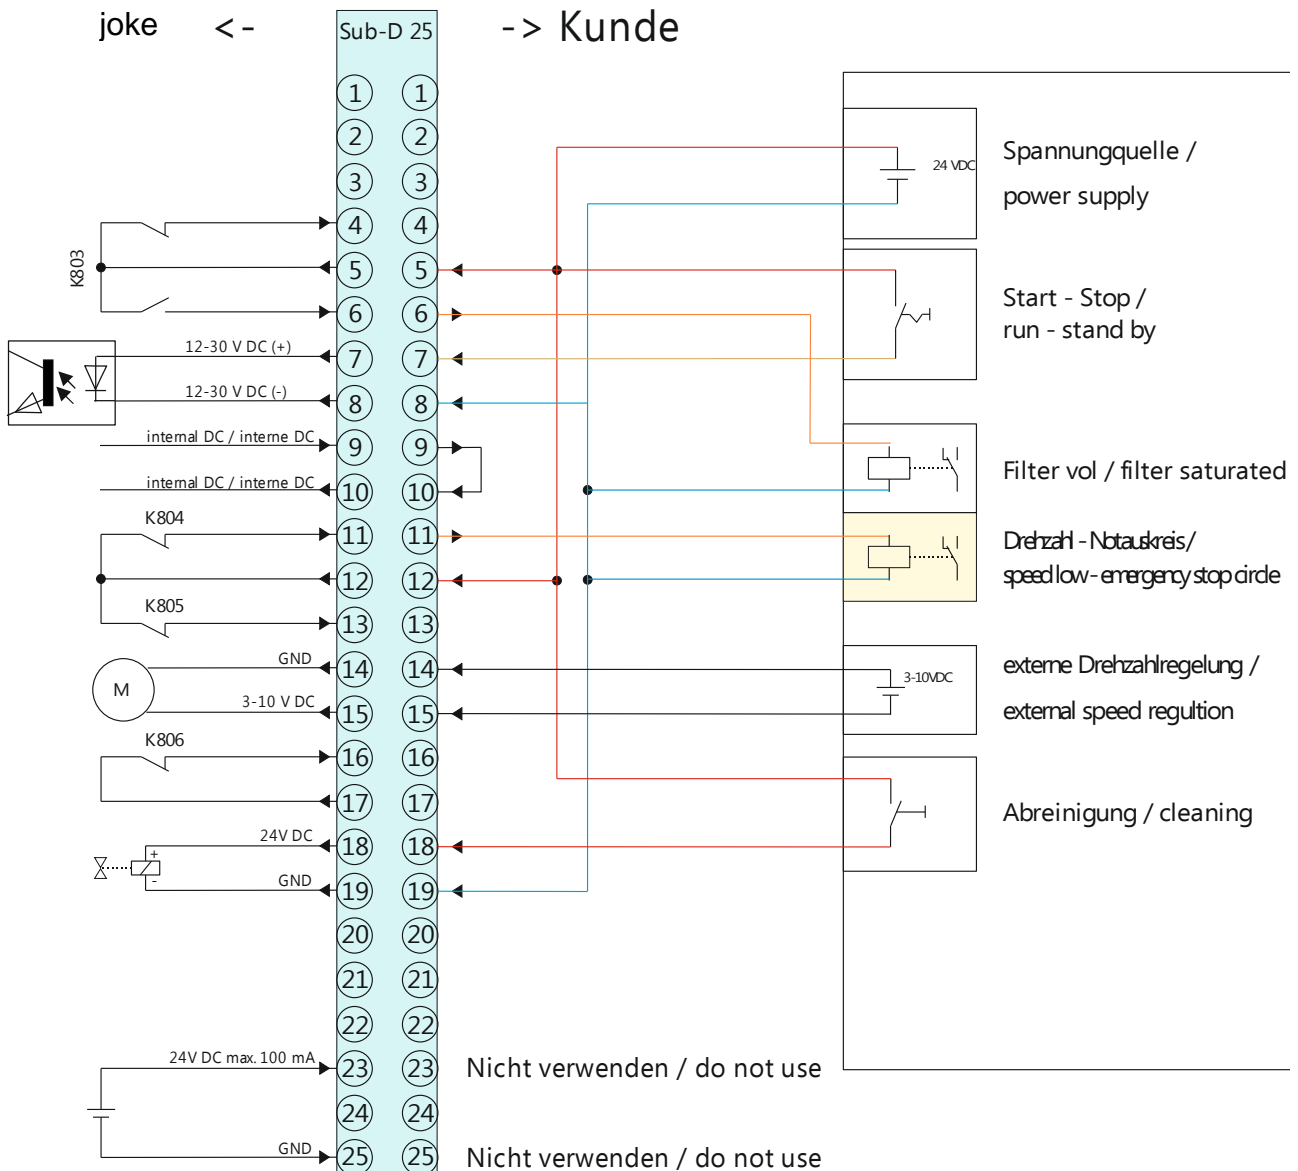 joke <- Sub-D 25 -> Kunde
1 1
2 2
24 VDC
Spannungquelle /
power supply
3 3
4 4
K803
5 5
Start - Stop /
run - stand by
6 6
12-30 V DC (+)
7 7
12-30 V DC (-)
8 8
internal DC / interne DC
9 9
Filter vol / filter saturated
internal DC / interne DC
10 10
K804
11 11
Drehzahl - Notauskreis /
speed low - emergency stop circle
12 12
K805
13 13
GND
14 14
externe Drehzahlregelung /
M
3-10VDC
3-10 V DC
15 15
external speed regultion
K806
16 16
17 17
Abreinigung / cleaning
24V DC
18 18
+
-
GND
19 19
20 20
21 21
22 22
24V DC max. 100 mA
23 23
Nicht verwenden / do not use
24 24
GND
25 25
Nicht verwenden / do not use